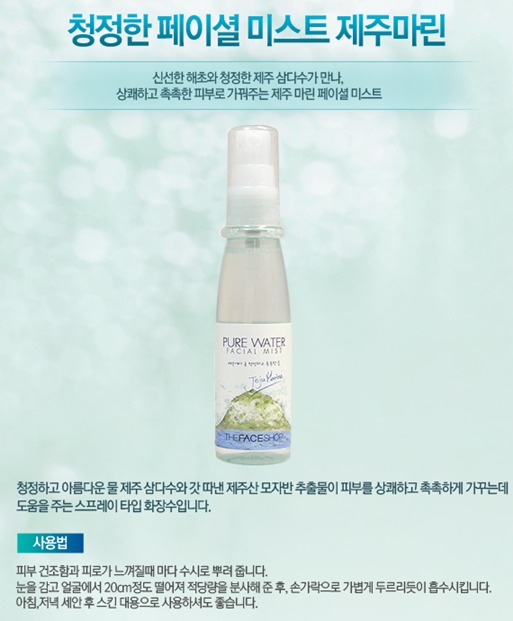 청정한 페이셜 미스트 제주마린
신선한 해초와 청정한 제주 삼다수가 만나,
상쾌하고 촉촉한 피부로 가꿔주는 제주 마린 페이셜 미스트
PURE WATER
FACIAL MIST
Jeju Marine
THEFACESHOP
청정하고 아름다운 물 제주 삼다수와 갓 따낸 제주산 모자반 추출물이 피부를 상쾌하고 촉촉하게 가꾸는데
도움을 주는 스프레이 타입 화장수입니다.
사용법
피부 건조함과 피로가 느껴질때 마다 수시로 뿌려 줍니다.
눈을 감고 얼굴에서 20cm정도 떨어져 적당량을 분사해 준 후, 손가락으로 가볍게 두르리듯이 흡수시킵니다.
아침,저녁 세안 후 스킨 대용으로 사용하셔도 좋습니다.